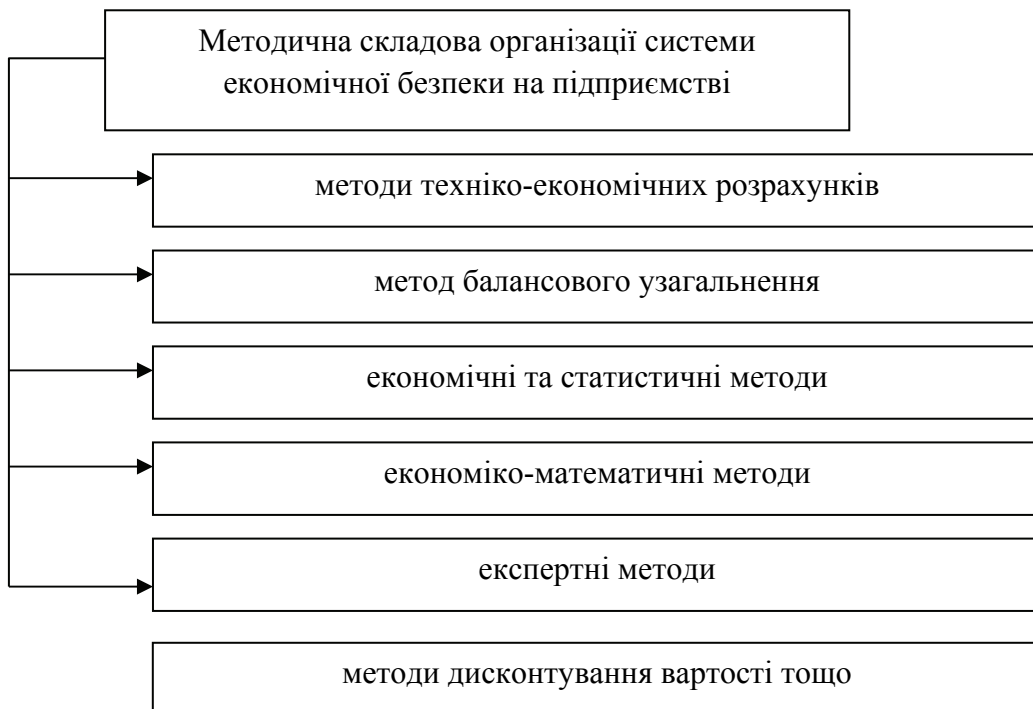 Методична складова організації системи
економічної безпеки на підприємстві
методи техніко-економічних розрахунків
метод балансового узагальнення
економічні та статистичні методи
економіко-математичні методи
експертні методи
методи дисконтування вартості тощо